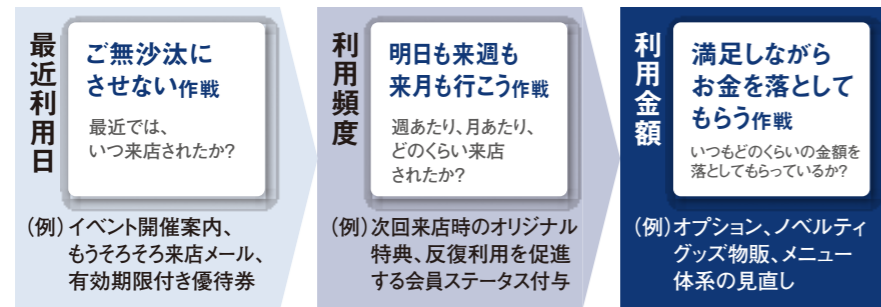 最近利用日
ご無沙汰に
させない作戦
最近では、
いつ来店されたか?
(例)イベント開催案内、
もうそろそろ来店メール、
有効期限付き優待券
利用頻度
明日も来週も
来月も行こう作戦
週あたり、月あたり、
どのくらい来店
されたか?
(例)次回来店時のオリジナル
特典、反復利用を促進
する会員ステータス付与
利用金額
満足しながら
お金を落として
もらう作戦
いつもどのくらいの金額を
落としてもらっているか?
(例)オプション、ノベルティ
グッズ物販、メニュー
体系の見直し